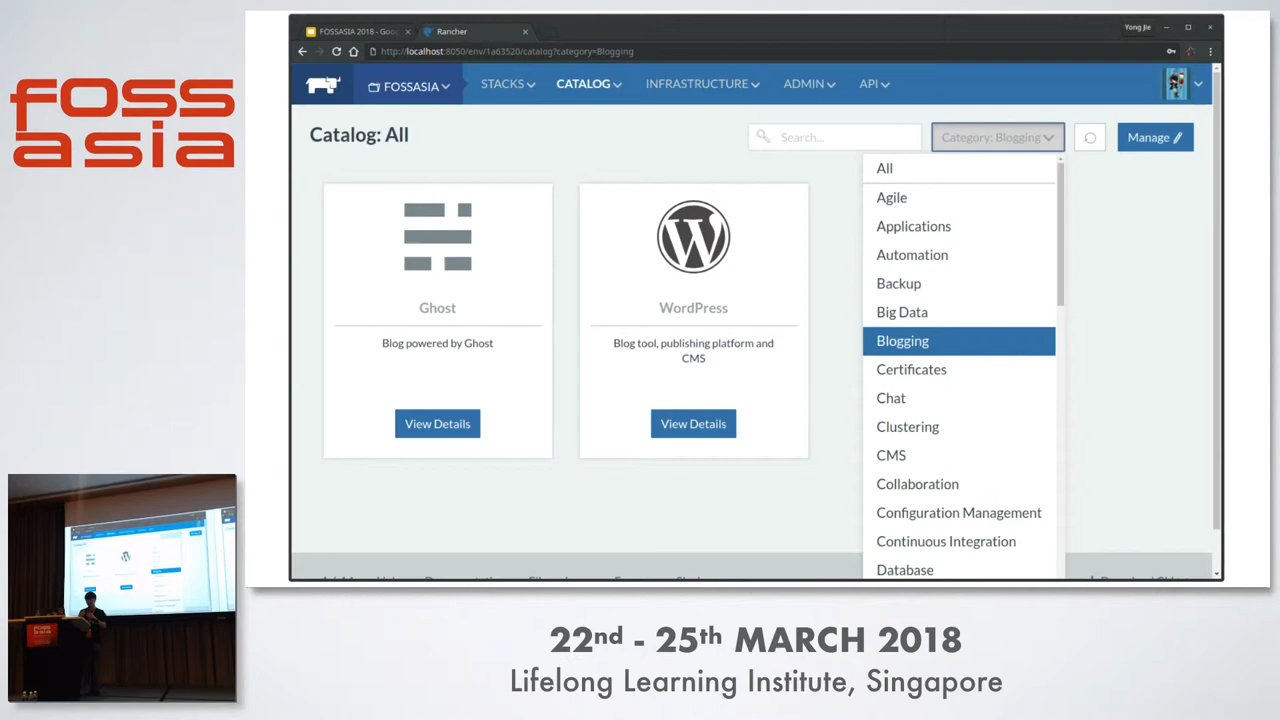 foss
asia
FOSSASIA 2018 - Goo
Rancher
Yong Jie
http://localhost:8050/env/1a63520/catalog?category=Blogging
FOSSASIA
STACKS
CATALOG
INFRASTRUCTURE
ADMIN
API
Catalog: All
Search...
Category: Blogging
Manage
All
Agile
Applications
Automation
Backup
Big Data
Blogging
Certificates
Chat
Clustering
CMS
Collaboration
Configuration Management
Continuous Integration
Database
Ghost
Blog powered by Ghost
View Details
WordPress
Blog tool, publishing platform and
CMS
View Details
22nd - 25th MARCH 2018
Lifelong Learning Institute, Singapore